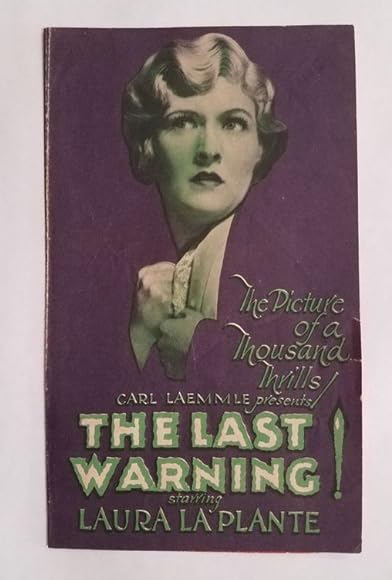 The Picture
of a
Thousand
Thrills!
CARL LAEMMLE presents
THE LAST
WARNING!
starring
LAURA LA PLANTE